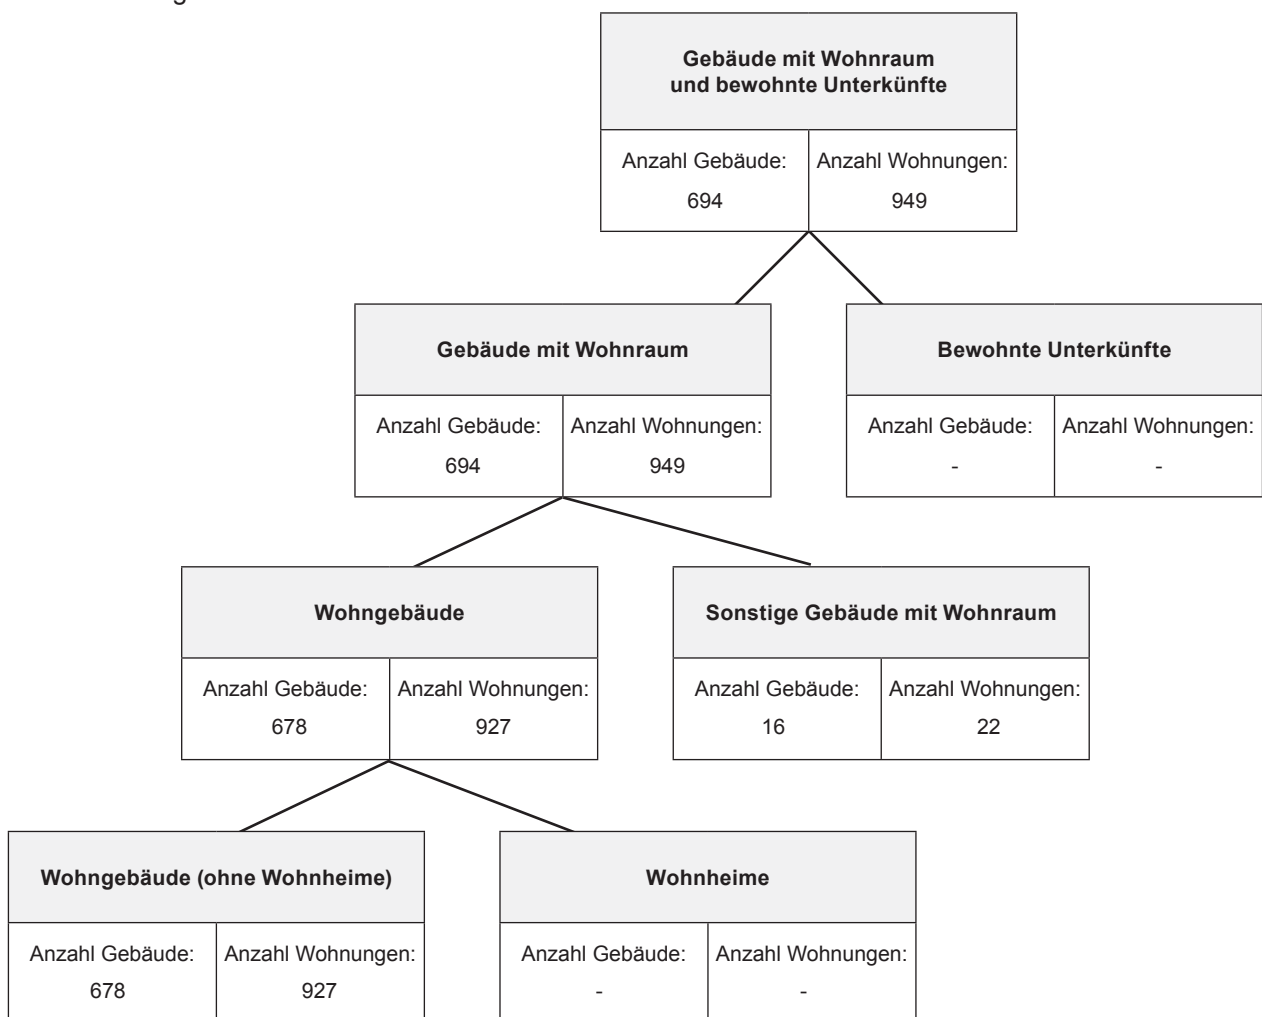 Gebäude mit Wohnraum
und bewohnte Unterkünfte
Anzahl Gebäude: Anzahl Wohnungen:
694 949
Gebäude mit Wohnraum
Anzahl Gebäude: Anzahl Wohnungen:
694 949
Bewohnte Unterkünfte
Anzahl Gebäude: Anzahl Wohnungen:
- -
Wohngebäude
Anzahl Gebäude: Anzahl Wohnungen:
678 927
Sonstige Gebäude mit Wohnraum
Anzahl Gebäude: Anzahl Wohnungen:
16 22
Wohngebäude (ohne Wohnheime)
Anzahl Gebäude: Anzahl Wohnungen:
678 927
Wohnheime
Anzahl Gebäude: Anzahl Wohnungen:
- -